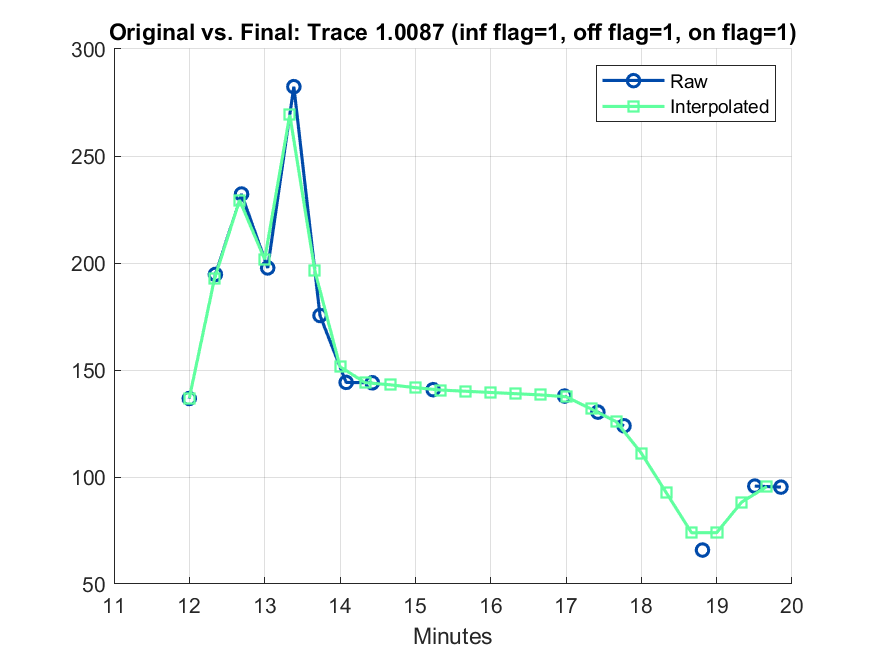 Original vs. Final: Trace 1.0087 (inf flag=1, off flag=1, on flag=1)
300
Raw
Interpolated
250
200
150
100
50
11 12 13 14 15 16 17 18 19 20
Minutes